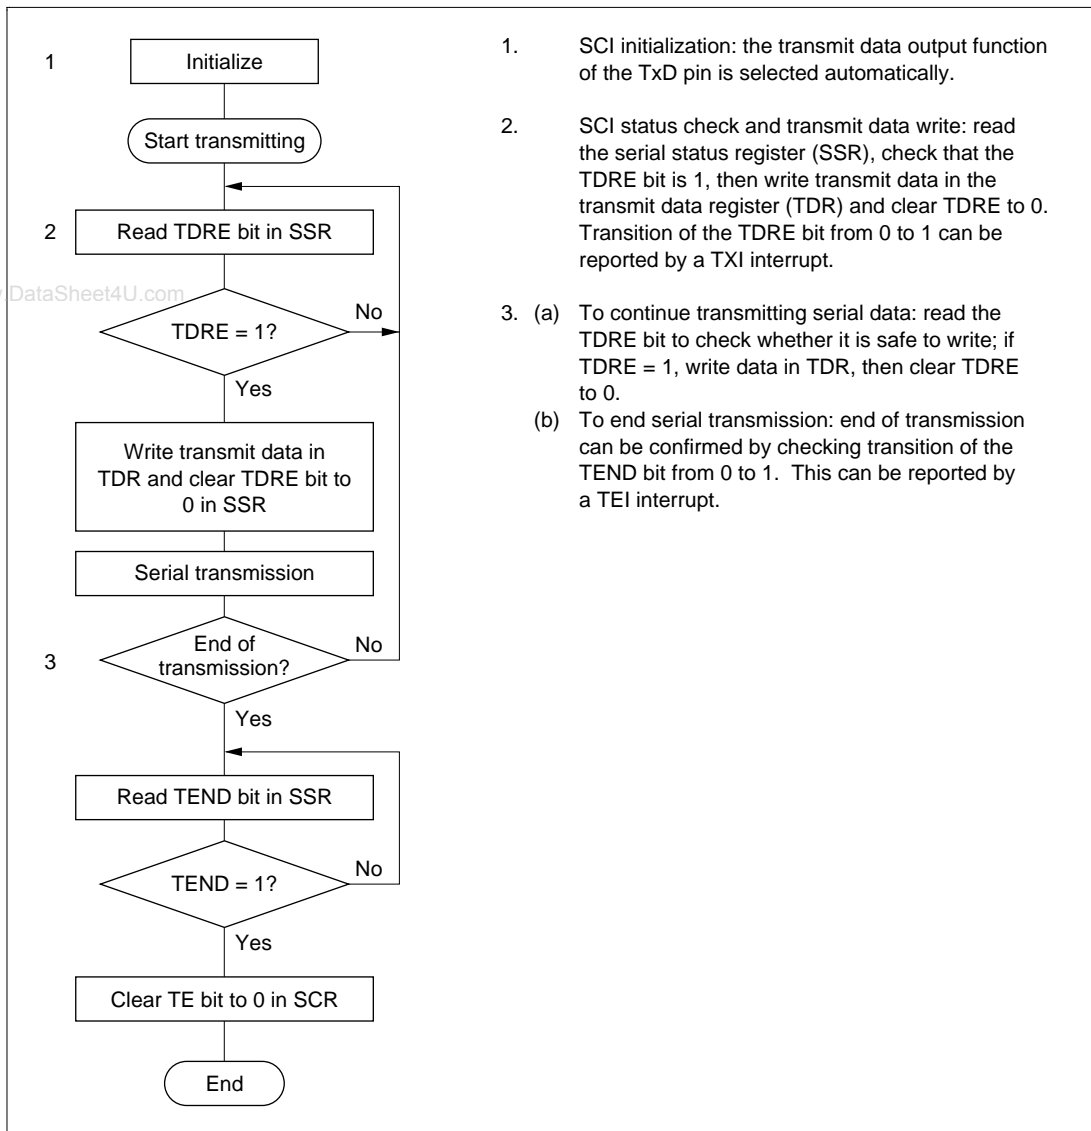 1
Initialize
Start transmitting
2
Read TDRE bit in SSR
TDRE = 1?
No
Yes
Write transmit data in
TDR and clear TDRE bit to
0 in SSR
Serial transmission
3
End of
transmission?
No
Yes
Read TEND bit in SSR
TEND = 1?
No
Yes
Clear TE bit to 0 in SCR
End
1. SCI initialization: the transmit data output function
of the TxD pin is selected automatically.
2. SCI status check and transmit data write: read
the serial status register (SSR), check that the
TDRE bit is 1, then write transmit data in the
transmit data register (TDR) and clear TDRE to 0.
Transition of the TDRE bit from 0 to 1 can be
reported by a TXI interrupt.
3. (a) To continue transmitting serial data: read the
TDRE bit to check whether it is safe to write; if
TDRE = 1, write data in TDR, then clear TDRE
to 0.
(b) To end serial transmission: end of transmission
can be confirmed by checking transition of the
TEND bit from 0 to 1. This can be reported by
a TEI interrupt.
.DataSheet4U.com